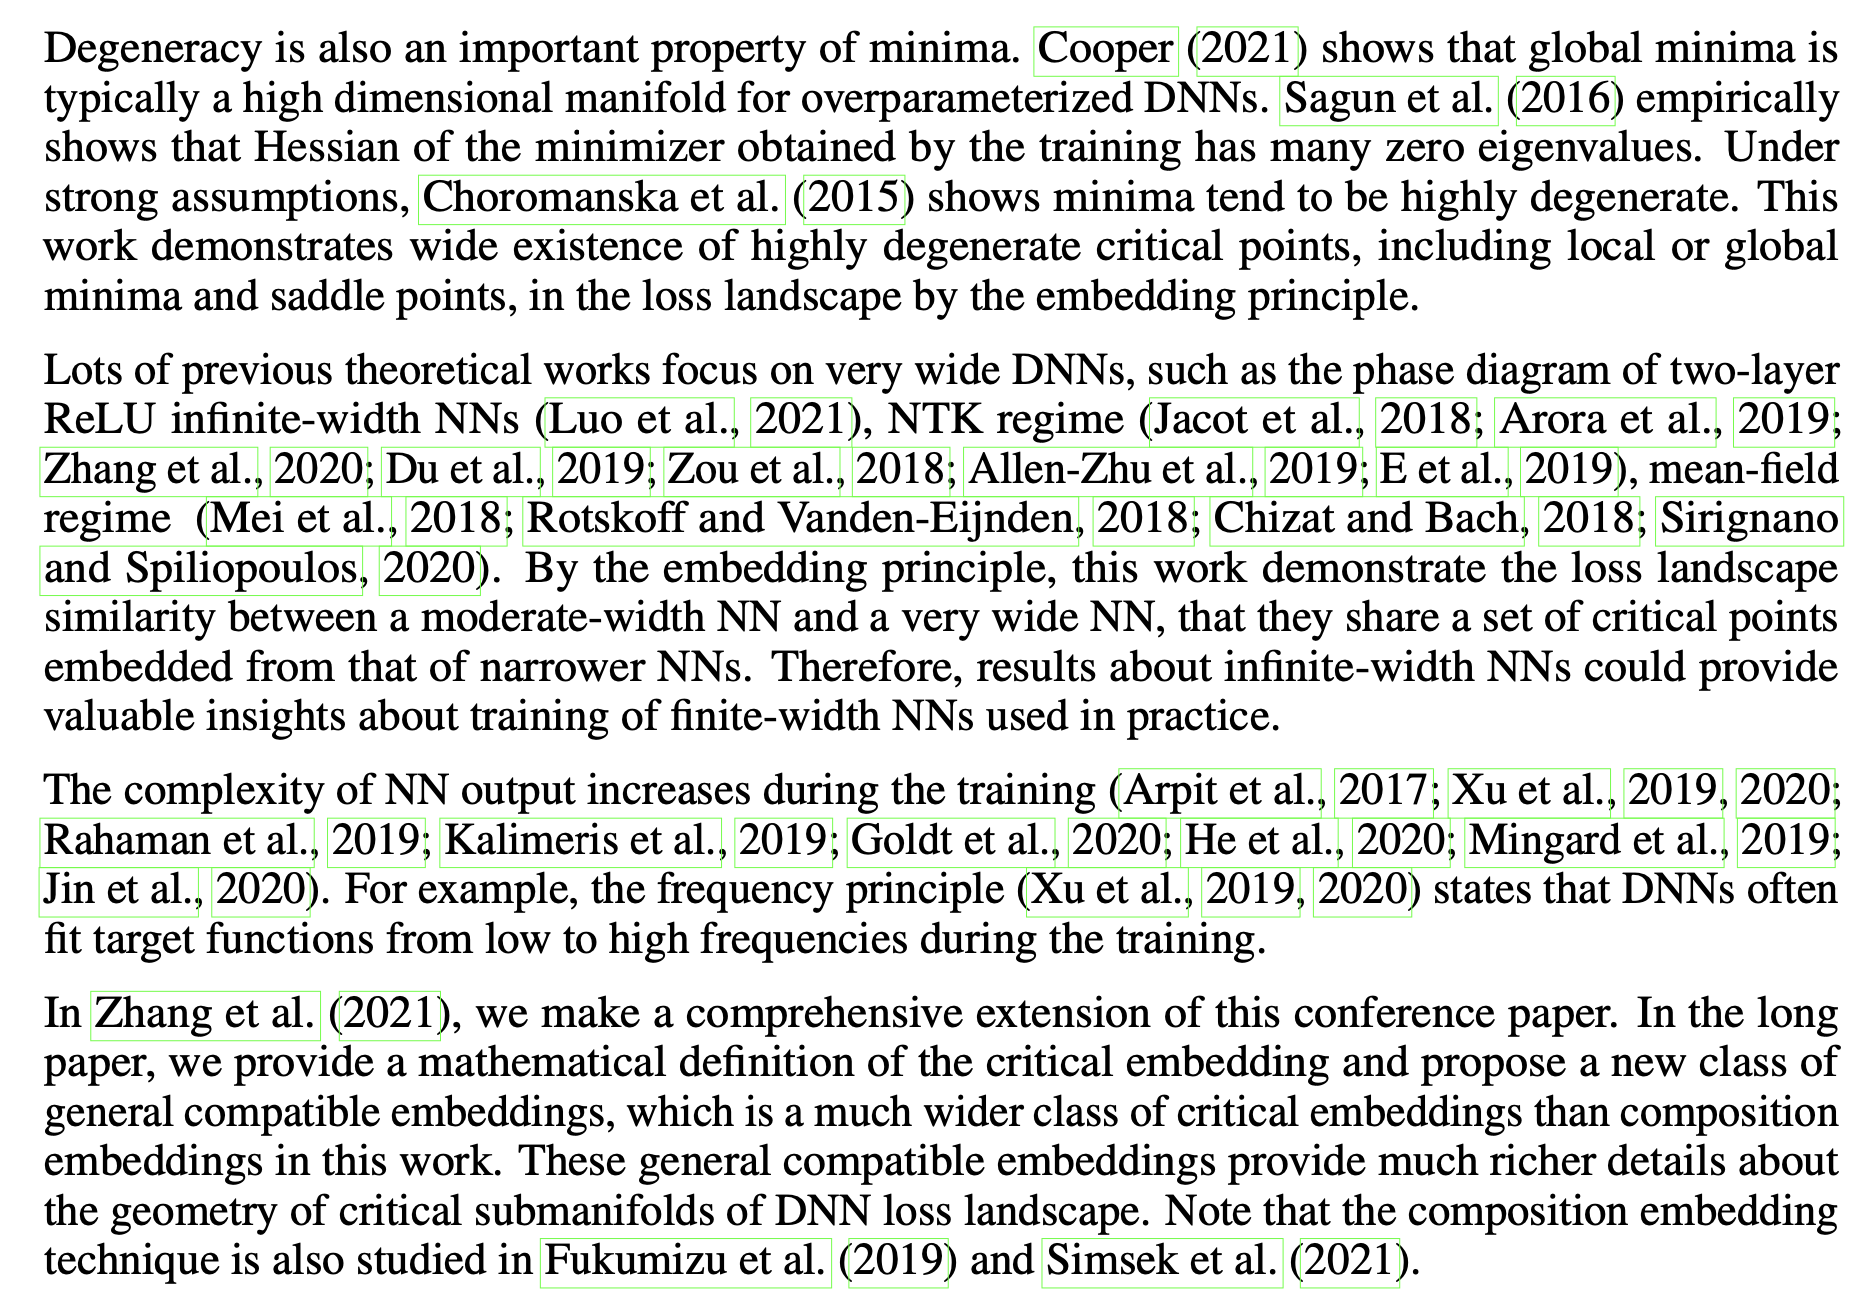 Degeneracy is also an important property of minima. Cooper (2021) shows that global minima is
typically a high dimensional manifold for overparameterized DNNs. Sagun et al. (2016) empirically
shows that Hessian of the minimizer obtained by the training has many zero eigenvalues. Under
strong assumptions, Choromanska et al. (2015) shows minima tend to be highly degenerate. This
work demonstrates wide existence of highly degenerate critical points, including local or global
minima and saddle points, in the loss landscape by the embedding principle.
Lots of previous theoretical works focus on very wide DNNs, such as the phase diagram of two-layer
ReLU infinite-width NNs (Luo et al., 2021), NTK regime (Jacot et al., 2018; Arora et al., 2019;
Zhang et al., 2020; Du et al., 2019; Zou et al., 2018; Allen-Zhu et al., 2019; E et al., 2019), mean-field
regime (Mei et al., 2018; Rotskoff and Vanden-Eijnden, 2018; Chizat and Bach, 2018; Sirignano
and Spiliopoulos, 2020). By the embedding principle, this work demonstrate the loss landscape
similarity between a moderate-width NN and a very wide NN, that they share a set of critical points
embedded from that of narrower NNs. Therefore, results about infinite-width NNs could provide
valuable insights about training of finite-width NNs used in practice.
The complexity of NN output increases during the training (Arpit et al., 2017; Xu et al., 2019, 2020;
Rahaman et al., 2019; Kalimeris et al., 2019; Goldt et al., 2020; He et al., 2020; Mingard et al., 2019;
Jin et al., 2020). For example, the frequency principle (Xu et al., 2019, 2020) states that DNNs often
fit target functions from low to high frequencies during the training.
In Zhang et al. (2021), we make a comprehensive extension of this conference paper. In the long
paper, we provide a mathematical definition of the critical embedding and propose a new class of
general compatible embeddings, which is a much wider class of critical embeddings than composition
embeddings in this work. These general compatible embeddings provide much richer details about
the geometry of critical submanifolds of DNN loss landscape. Note that the composition embedding
technique is also studied in Fukumizu et al. (2019) and Simsek et al. (2021).